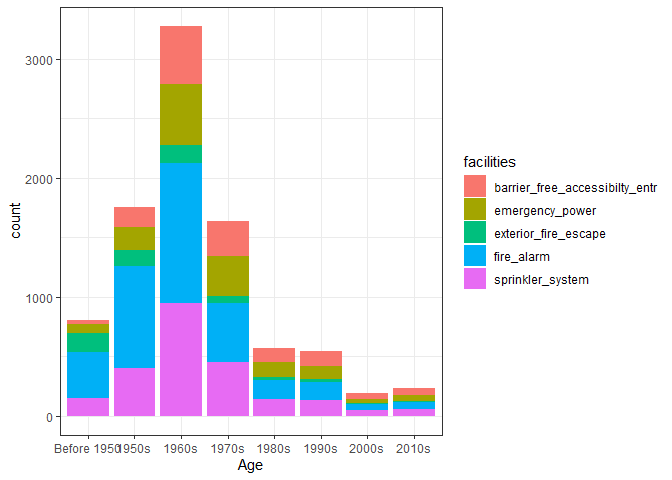 3000
2000
1000
0
count
Before 1950
1950s
1960s
1970s
1980s
1990s
2000s
2010s
Age
facilities
barrier_free_accessibilty_entr
emergency_power
exterior_fire_escape
fire_alarm
sprinkler_system